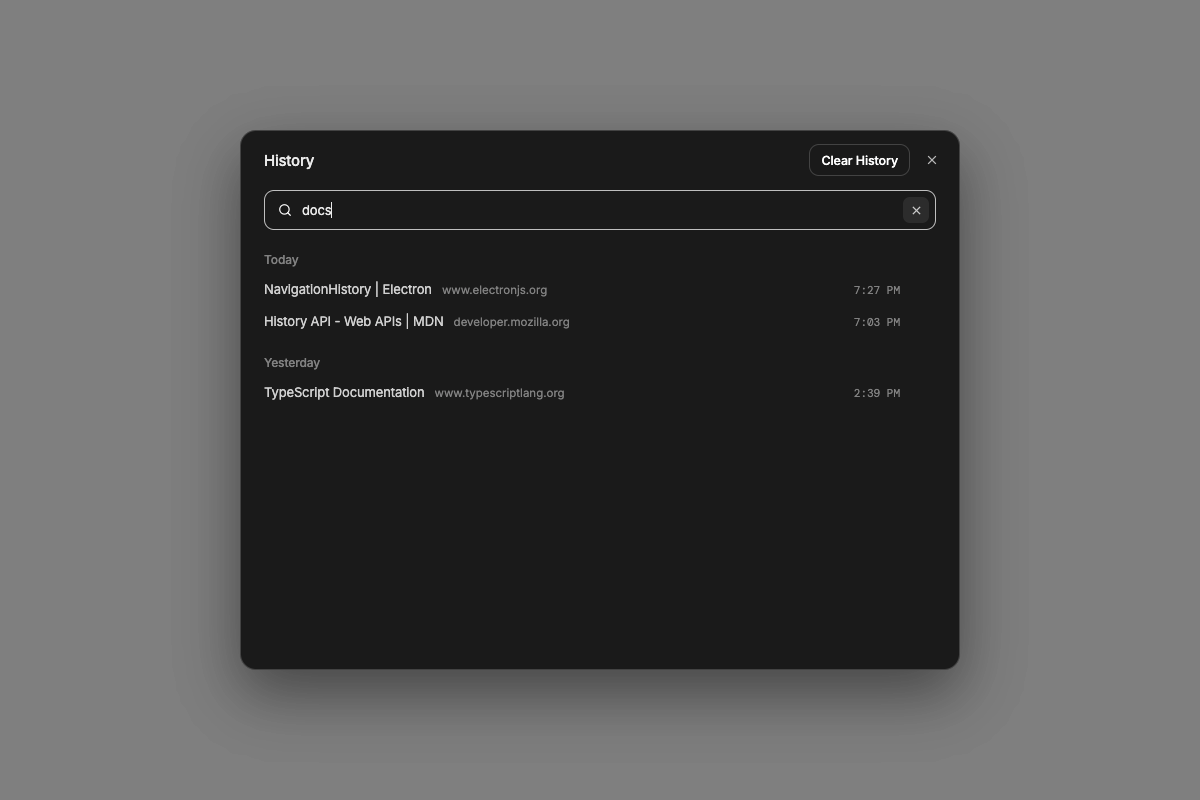 History
Clear History
docs
Today
NavigationHistory | Electron www.electronjs.org 7:27 PM
History API - Web APIs | MDN developer.mozilla.org 7:03 PM
Yesterday
TypeScript Documentation www.typescriptlang.org 2:39 PM